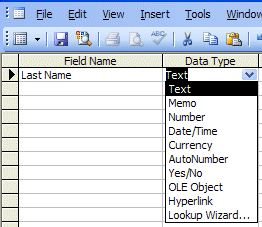 File Edit View Insert Tools Window
Field Name Data Type
Last Name Text
Text
Memo
Number
Date/Time
Currency
AutoNumber
Yes/No
OLE Object
Hyperlink
Lookup Wizard...